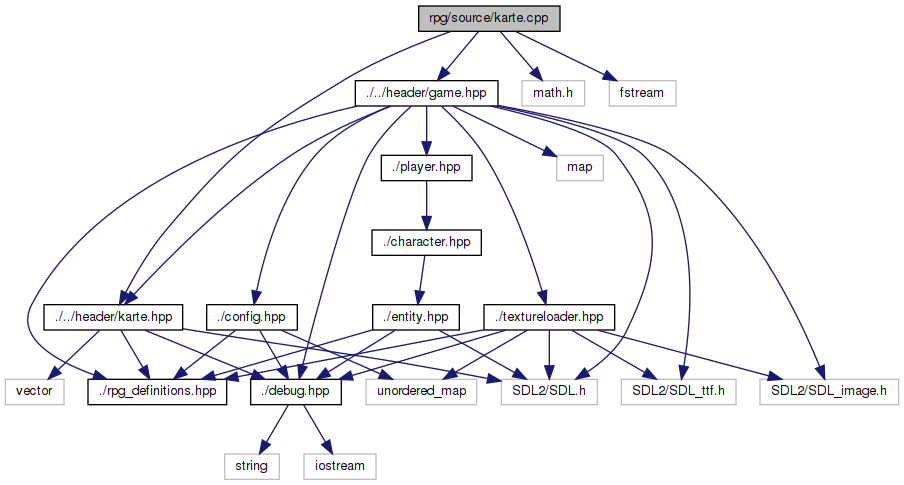 rpg/source/karte.cpp
./../header/game.hpp
math.h
fstream
./player.hpp
map
./character.hpp
./../header/karte.hpp
./config.hpp
./entity.hpp
./textureloader.hpp
vector
./rpg_definitions.hpp
./debug.hpp
unordered_map
SDL2/SDL.h
SDL2/SDL_ttf.h
SDL2/SDL_image.h
string
iostream